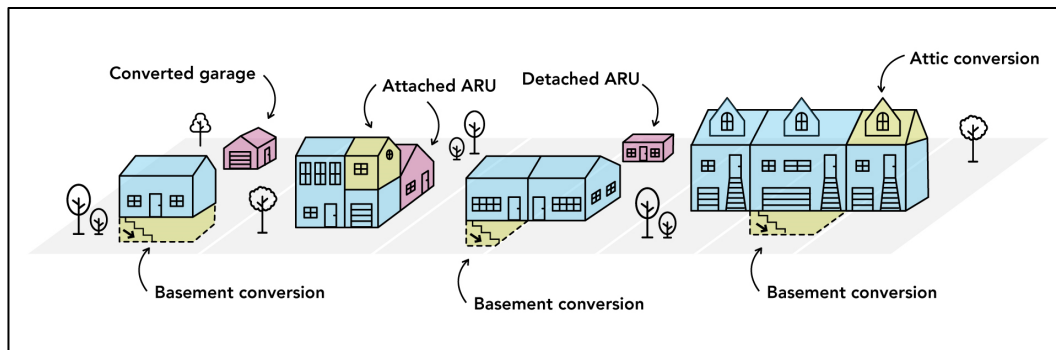 Attic conversion
Converted garage
Attached ARU
Detached ARU
Basement conversion
Basement conversion
Basement conversion